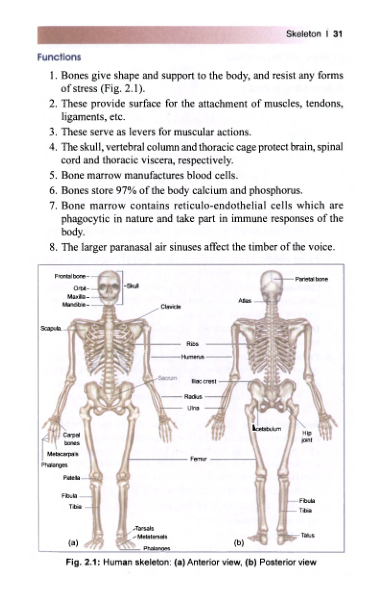 Skeleton | 31
Functions
1. Bones give shape and support to the body, and resist any forms
of stress (Fig. 2.1).
2. These provide surface for the attachment of muscles, tendons,
ligaments, etc.
3. These serve as levers for muscular actions.
4. The skull, vertebral column and thoracic cage protect brain, spinal
cord and thoracic viscera, respectively.
5. Bone marrow manufactures blood cells.
6. Bones store 97% of the body calcium and phosphorus.
7. Bone marrow contains reticulo-endothelial cells which are
phagocytic in nature and take part in immune responses of the
body.
8. The larger paranasal air sinuses affect the timber of the voice.
Frontal bone
Orbit
Skull
Maxilla
Mandible
Clavicle
Scapula
Parietal bone
Atlas
Ribs
Humerus
Sacrum
Iliac crest
Radius
Ulna
Carpal
bones
Metacarpals
Phalanges
Acetabulum
Hip
joint
Femur
Patella
Fibula
Tibia
Fibula
Tibia
Tarsals
Metatarsals
Phalanges
Talus
(a)
(b)
Fig. 2.1: Human skeleton: (a) Anterior view, (b) Posterior view